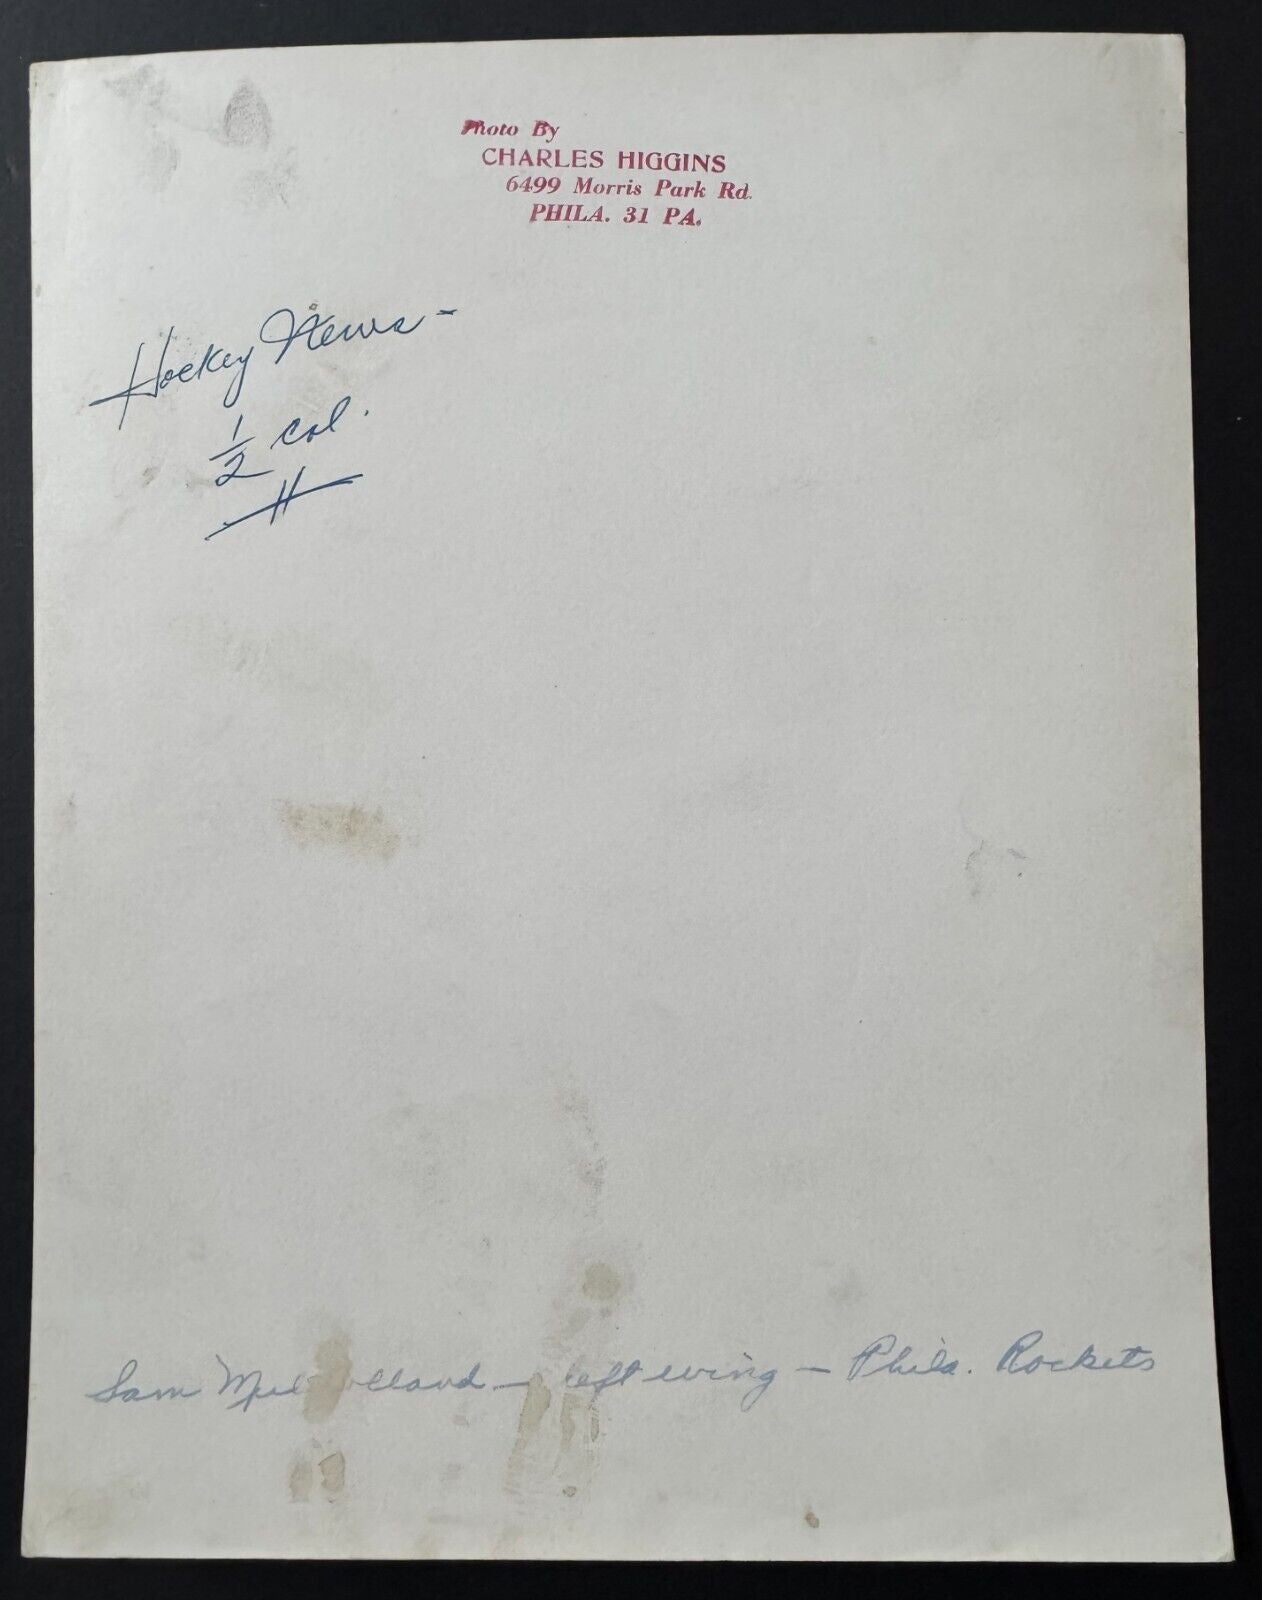 Photo By
CHARLES HIGGINS
6499 Morris Park Rd.
PHILA. 31 PA.
Hockey News -
1/2 col.
Sam Mulholland - left wing - Phila. Rockets